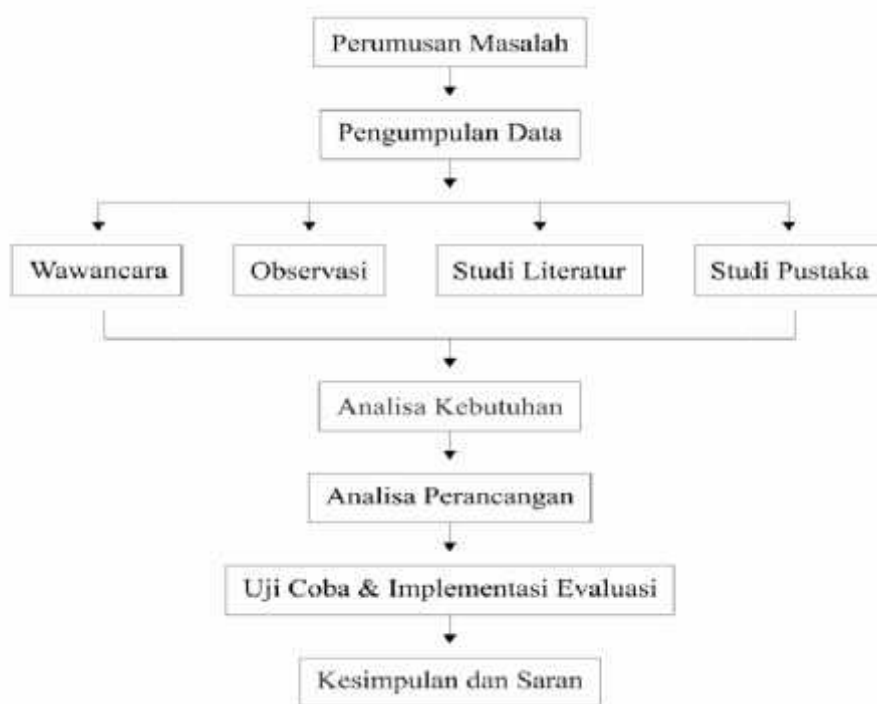 Perumusan Masalah
Pengumpulan Data
Wawancara
Observasi
Studi Literatur
Studi Pustaka
Analisa Kebutuhan
Analisa Perancangan
Uji Coba & Implementasi Evaluasi
Kesimpulan dan Saran